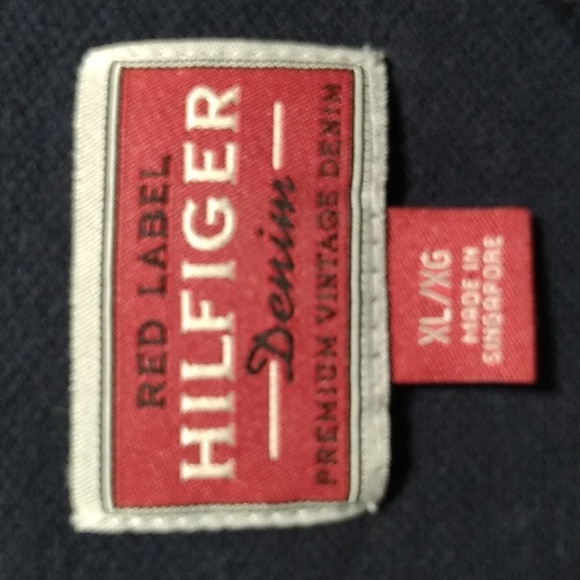 RED LABEL
HILFIGER
Denim
PREMIUM VINTAGE DENIM
XL/XG
MADE IN
SINGAPORE